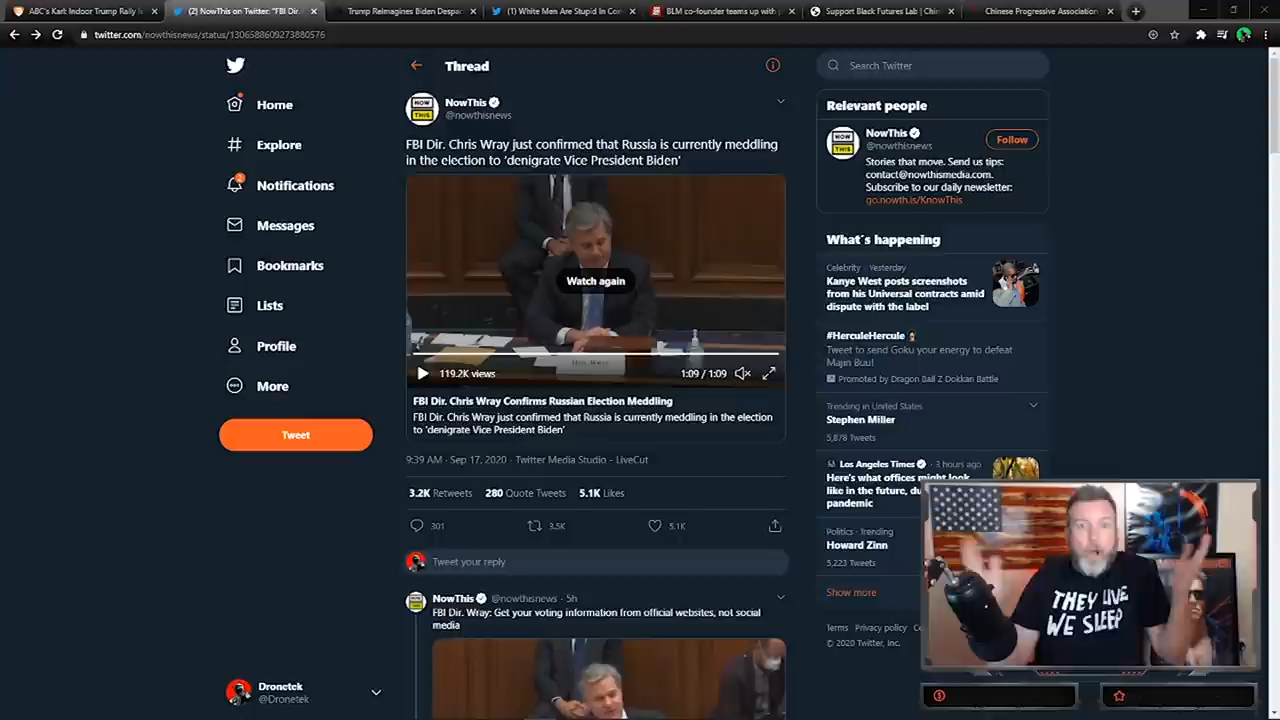 ABC's Karl: Indoor Trump Rally I
(2) NowThis on Twitter: "FBI Dir.
Trump Reimagines Biden Despac
(1) White Men Are Stupid In Co
BLM co-founder teams up with
Support Black Futures Lab | Chin
Chinese Progressive Association
twitter.com/nowthisnews/status/1306588609273880576
Home
Explore
2
Notifications
Messages
Bookmarks
Lists
Profile
More
Tweet
Dronetek
@Dronetek
Thread
NOW THIS
NowThis
@nowthisnews
FBI Dir. Chris Wray just confirmed that Russia is currently meddling
in the election to 'denigrate Vice President Biden'
Watch again
119.2K views
1:09 / 1:09
FBI Dir. Chris Wray Confirms Russian Election Meddling
FBI Dir. Chris Wray just confirmed that Russia is currently meddling in the election
to 'denigrate Vice President Biden'
9:39 AM · Sep 17, 2020 · Twitter Media Studio - LiveCut
3.2K Retweets 280 Quote Tweets 5.1K Likes
301
3.5K
5.1K
Tweet your reply
NowThis @nowthisnews · 5h
FBI Dir. Wray: Get your voting information from official websites, not social
media
Search Twitter
Relevant people
NOW THIS
NowThis
@nowthisnews
Follow
Stories that move. Send us tips:
contact@nowthismedia.com.
Subscribe to our daily newsletter:
go.nowth.is/KnowThis
What's happening
Celebrity · Yesterday
Kanye West posts screenshots
from his Universal contracts amid
dispute with the label
#HerculeHercule
Tweet to send Goku your energy to defeat
Majin Buu!
Promoted by Dragon Ball Z Dokkan Battle
Trending in United States
Stephen Miller
5,878 Tweets
Los Angeles Times · 3 hours ago
Here's what offices might look
like in the future, du
pandemic
Politics · Trending
Howard Zinn
5,223 Tweets
Show more
Terms Privacy policy
© 2020 Twitter, Inc.
THEY LIVE
WE SLEEP